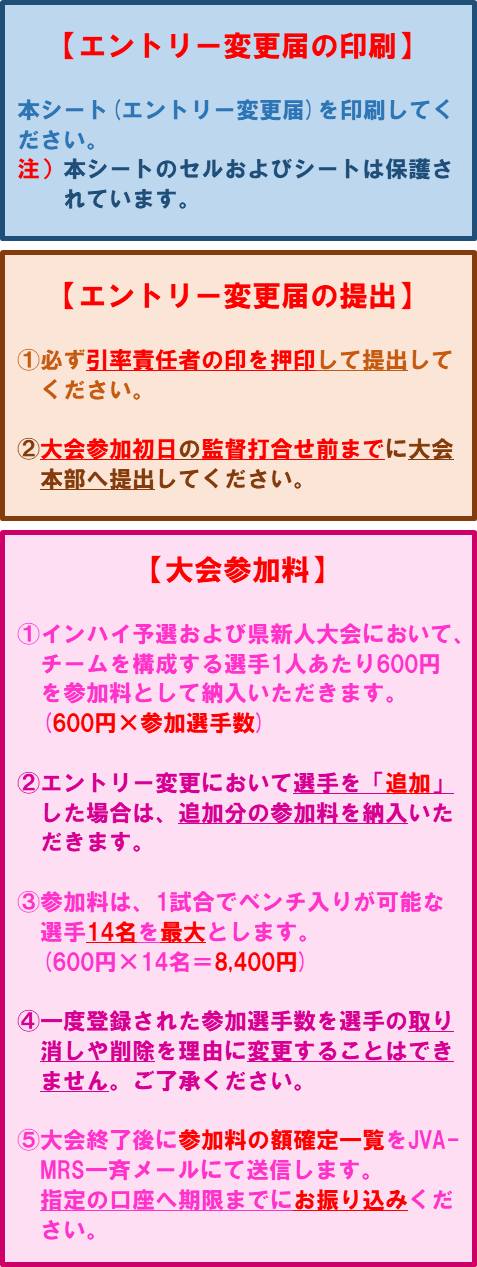 【エントリー変更届の印刷】
本シート(エントリー変更届)を印刷してく
ださい。
注）本シートのセルおよびシートは保護さ
れています。
【エントリー変更届の提出】
①必ず引率責任者の印を押印して提出して
ください。
②大会参加初日の監督打合せ前までに大会
本部へ提出してください。
【大会参加料】
①インハイ予選および県新人大会において、
チームを構成する選手1人あたり600円
を参加料として納入いただきます。
(600円×参加選手数)
②エントリー変更において選手を「追加」
した場合は、追加分の参加料を納入いた
だきます。
③参加料は、1試合でベンチ入りが可能な
選手14名を最大とします。
(600円×14名＝8,400円)
④一度登録された参加選手数を選手の取り
消しや削除を理由に変更することはでき
ません。ご了承ください。
⑤大会終了後に参加料の額確定一覧をJVA-
MRS一斉メールにて送信します。
指定の口座へ期限までにお振り込みくだ
さい。